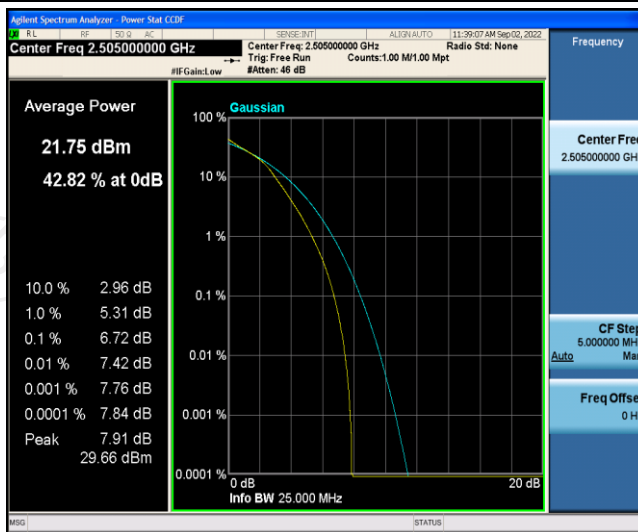 Agilent Spectrum Analyzer - Power Stat CCDF
RL RF 50 Ω AC SENSE:INT ALIGN AUTO 11:39:07 AM Sep 02, 2022
Center Freq 2.505000000 GHz
Center Freq: 2.505000000 GHz Radio Std: None
Trig: Free Run Counts:1.00 M/1.00 Mpt
#IFGain:Low #Atten: 46 dB
Frequency
Average Power
21.75 dBm
42.82 % at 0dB
10.0 % 2.96 dB
1.0 % 5.31 dB
0.1 % 6.72 dB
0.01 % 7.42 dB
0.001 % 7.76 dB
0.0001 % 7.84 dB
Peak 7.91 dB
29.66 dBm
Gaussian
100 %
10 %
1 %
0.1 %
0.01 %
0.001 %
0.0001 %
0 dB 20 dB
Info BW 25.000 MHz
Center Fre
2.505000000 GH
CF Step
5.000000 MH
Auto Ma
Freq Offse
0 H
MSG STATUS